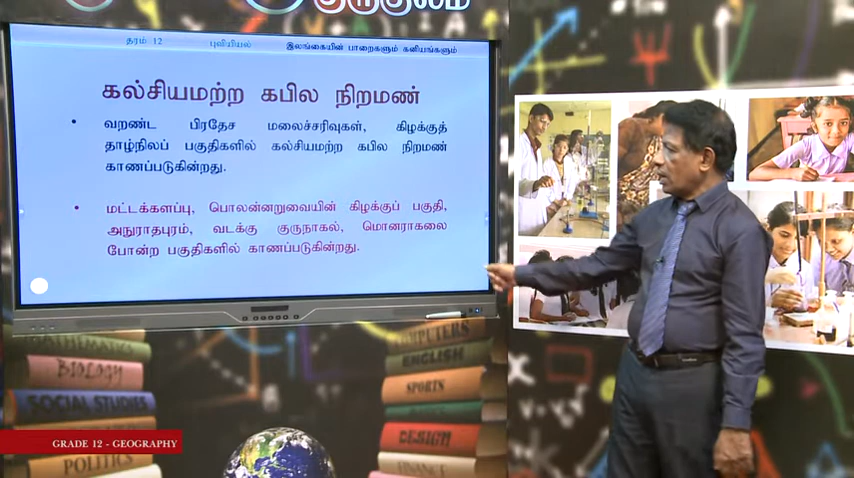 குருகுலம்
தரம் 12 புவியியல் இலங்கையின் பாறைகளும் கனியங்களும்
கல்சியமற்ற கபில நிறமண்
• வறண்ட பிரதேச மலைச்சரிவுகள், கிழக்குத்
தாழ்நிலப் பகுதிகளில் கல்சியமற்ற கபில நிறமண்
காணப்படுகின்றது.
• மட்டக்களப்பு, பொலன்னறுவையின் கிழக்குப் பகுதி,
அநுராதபுரம், வடக்கு குருநாகல், மொனராகலை
போன்ற பகுதிகளில் காணப்படுகின்றது.
MATHEMATICS
BIOLOGY
SOCIAL STUDIES
POLITICS
COMPUTERS
ENGLISH
SPORTS
DESIGN
FINANCE
GRADE 12 - GEOGRAPHY